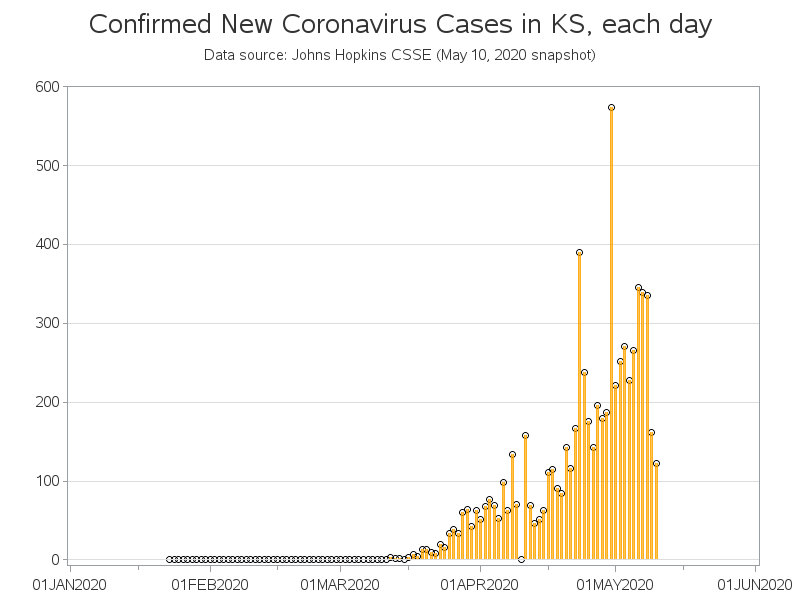 Confirmed New Coronavirus Cases in KS, each day
Data source: Johns Hopkins CSSE (May 10, 2020 snapshot)
600
500
400
300
200
100
0
01JAN2020 01FEB2020 01MAR2020 01APR2020 01MAY2020 01JUN2020